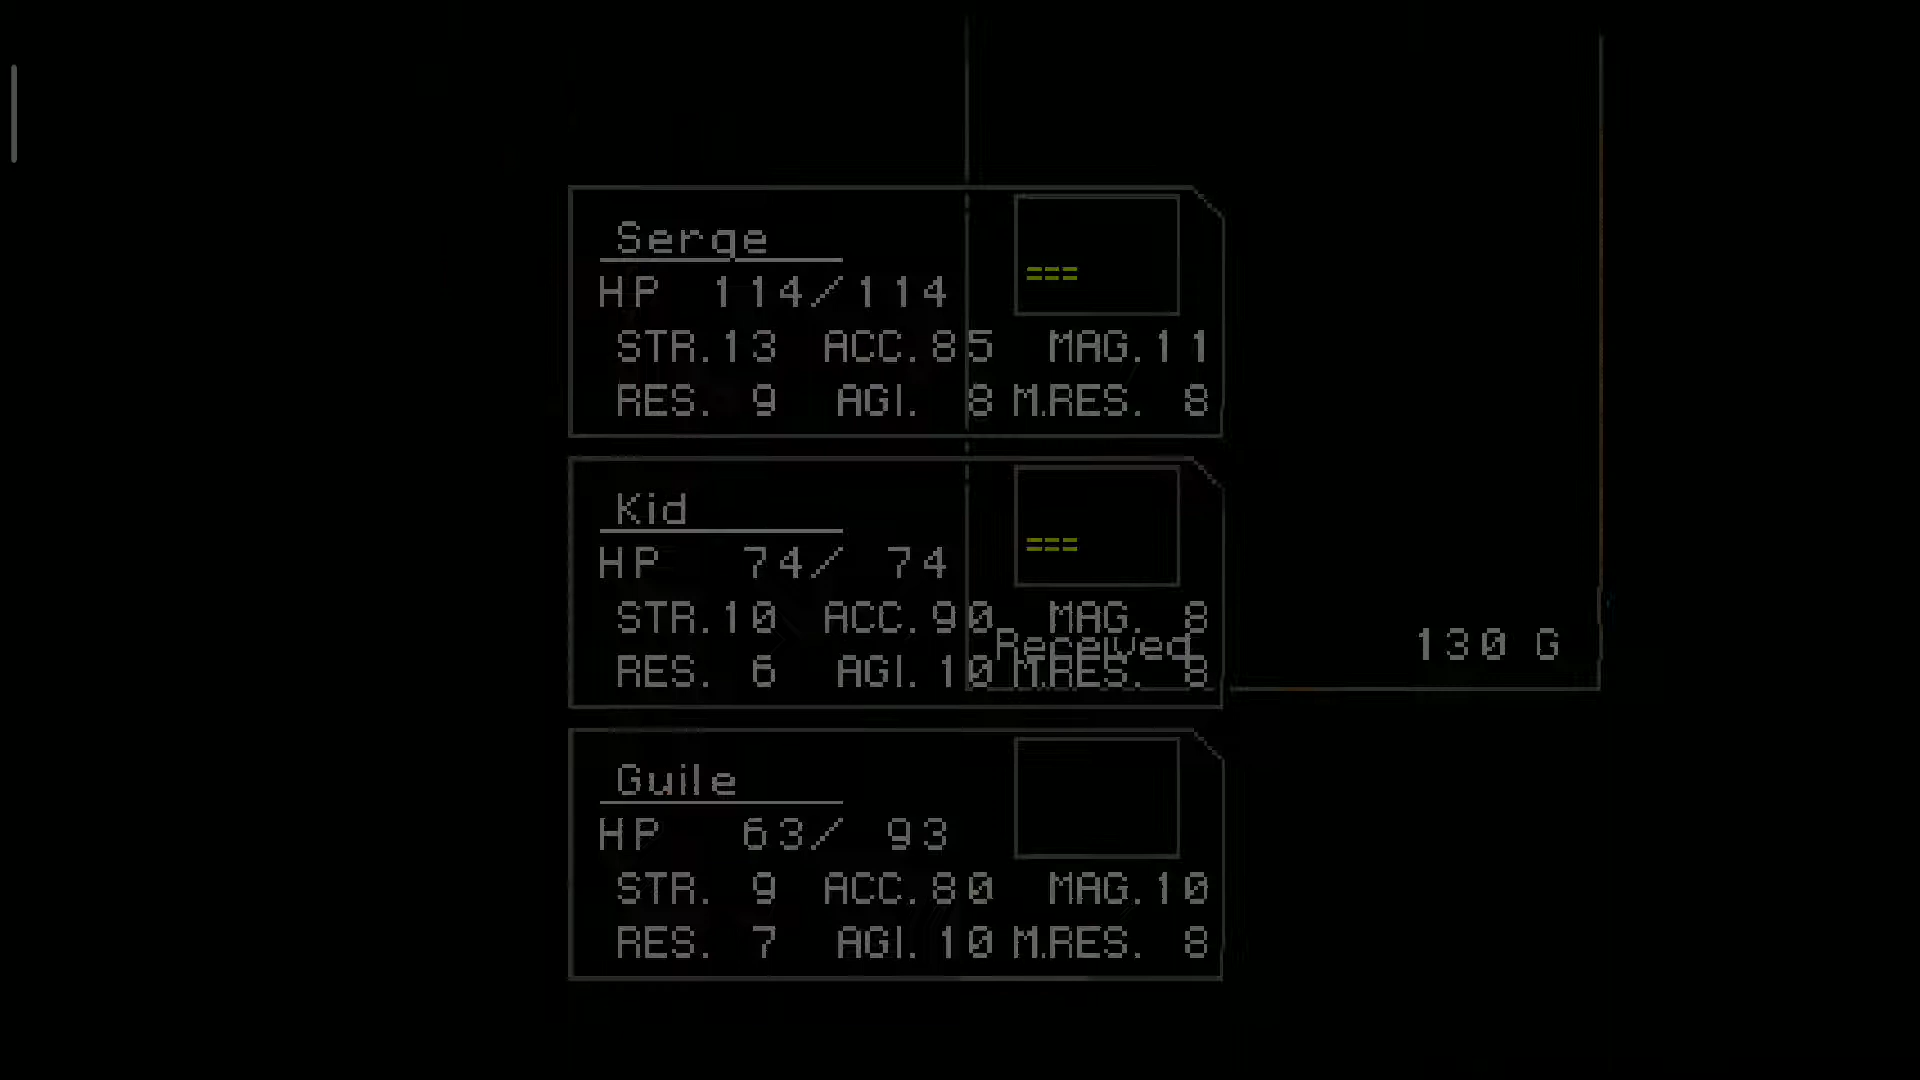 Serge
===
HP 114/114
STR.13 ACC.85 MAG.11
RES. 9 AGI. 8 M.RES. 8
Kid
===
HP 74/ 74
STR.10 ACC.90 MAG. 8
Received 130 G
RES. 6 AGI.10 M.RES. 8
Guile
HP 63/ 93
STR. 9 ACC.80 MAG.10
RES. 7 AGI.10 M.RES. 8